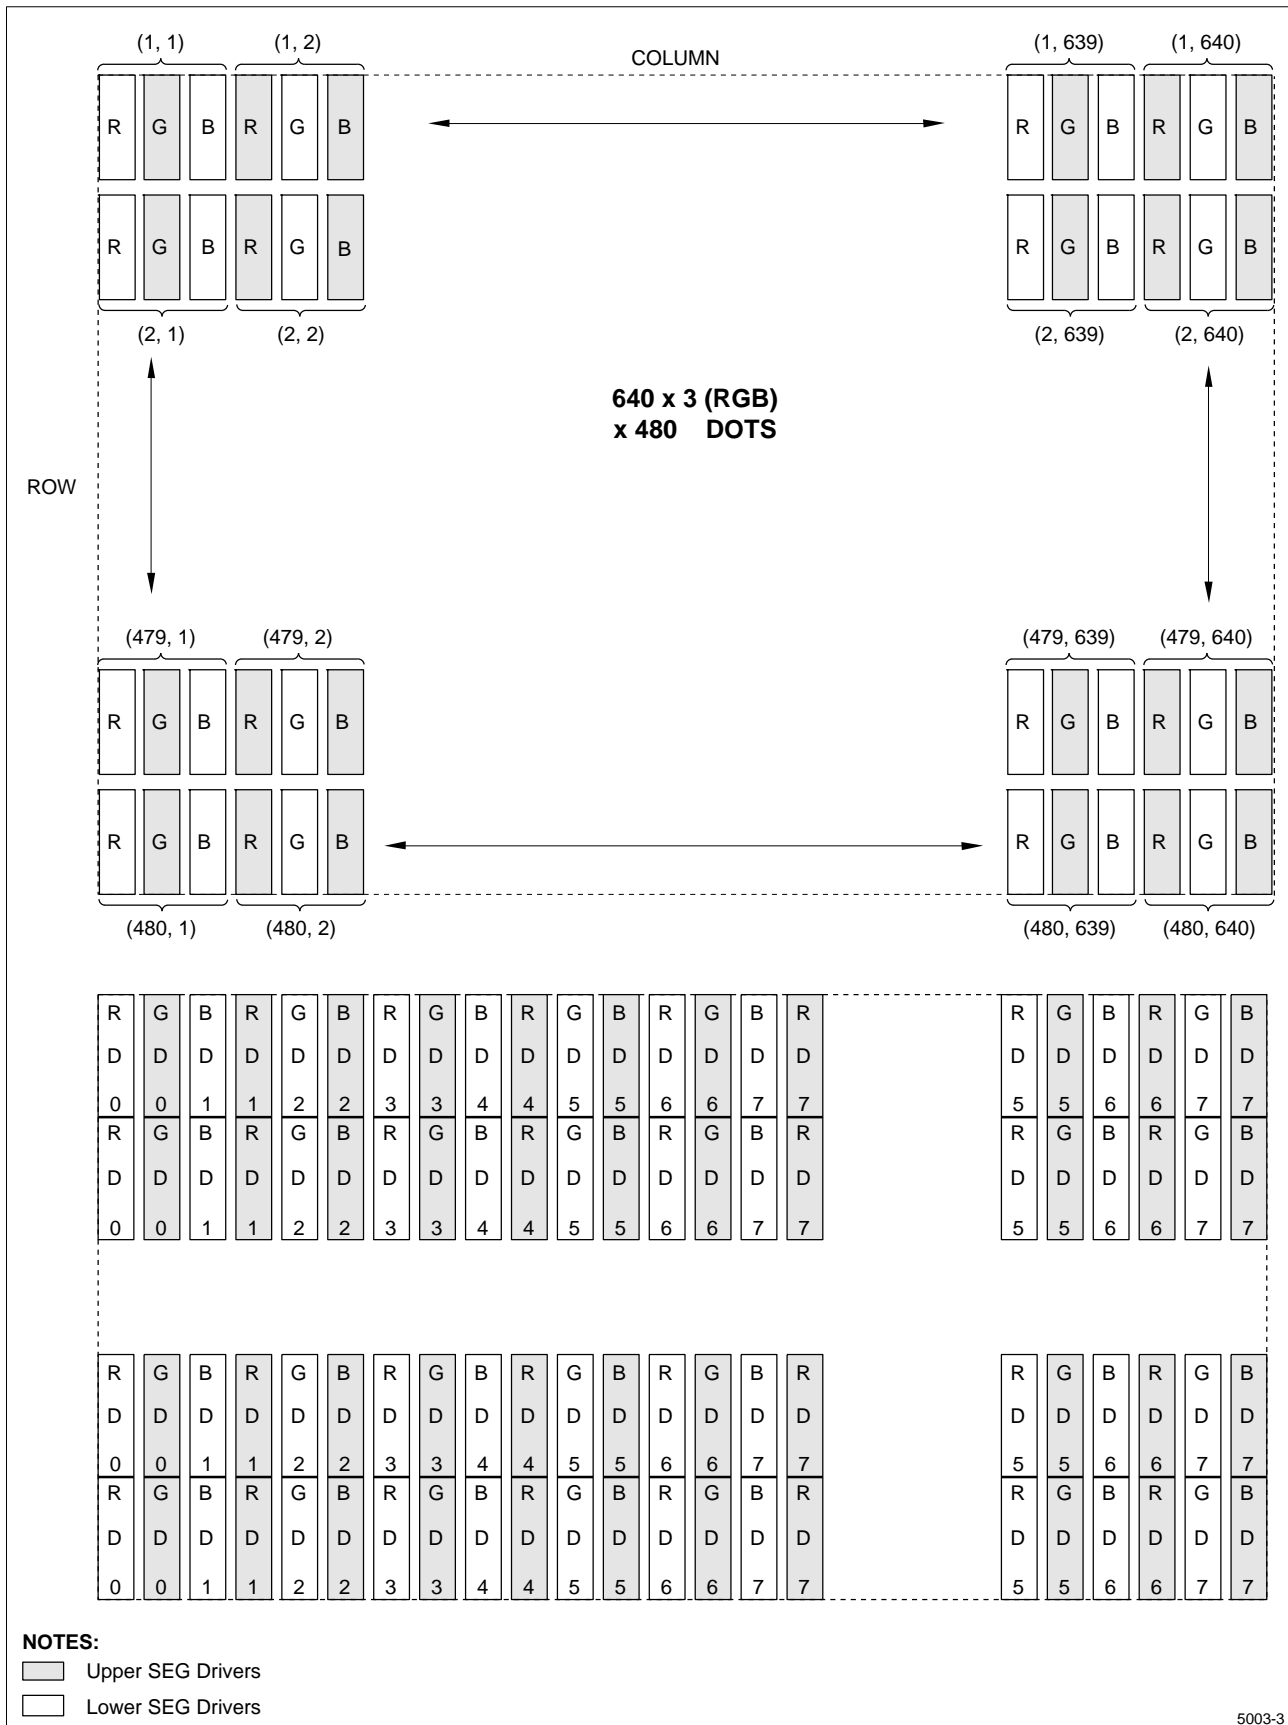 (1, 1) (1, 2) (1, 639) (1, 640)
COLUMN
R G B R G B R G B R G B
R G B R G B R G B R G B
(2, 1) (2, 2) (2, 639) (2, 640)
640 x 3 (RGB)
x 480 DOTS
ROW
(479, 1) (479, 2) (479, 639) (479, 640)
R G B R G B R G B R G B
R G B R G B R G B R G B
(480, 1) (480, 2) (480, 639) (480, 640)
R G B R G B R G B R G B R G B R R G B R G B
D D D D D D D D D D D D D D D D D D D D D D
0 0 1 1 2 2 3 3 4 4 5 5 6 6 7 7 5 5 6 6 7 7
R G B R G B R G B R G B R G B R R G B R G B
D D D D D D D D D D D D D D D D D D D D D D
0 0 1 1 2 2 3 3 4 4 5 5 6 6 7 7 5 5 6 6 7 7
R G B R G B R G B R G B R G B R R G B R G B
D D D D D D D D D D D D D D D D D D D D D D
0 0 1 1 2 2 3 3 4 4 5 5 6 6 7 7 5 5 6 6 7 7
R G B R G B R G B R G B R G B R R G B R G B
D D D D D D D D D D D D D D D D D D D D D D
0 0 1 1 2 2 3 3 4 4 5 5 6 6 7 7 5 5 6 6 7 7
NOTES:
Upper SEG Drivers
Lower SEG Drivers
5003-3